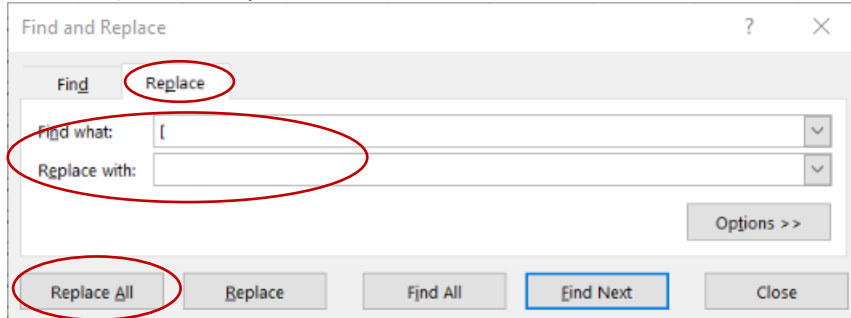 Find and Replace ?
Find Replace
Find what: [
Replace with:
Options >>
Replace All Replace Find All Find Next Close